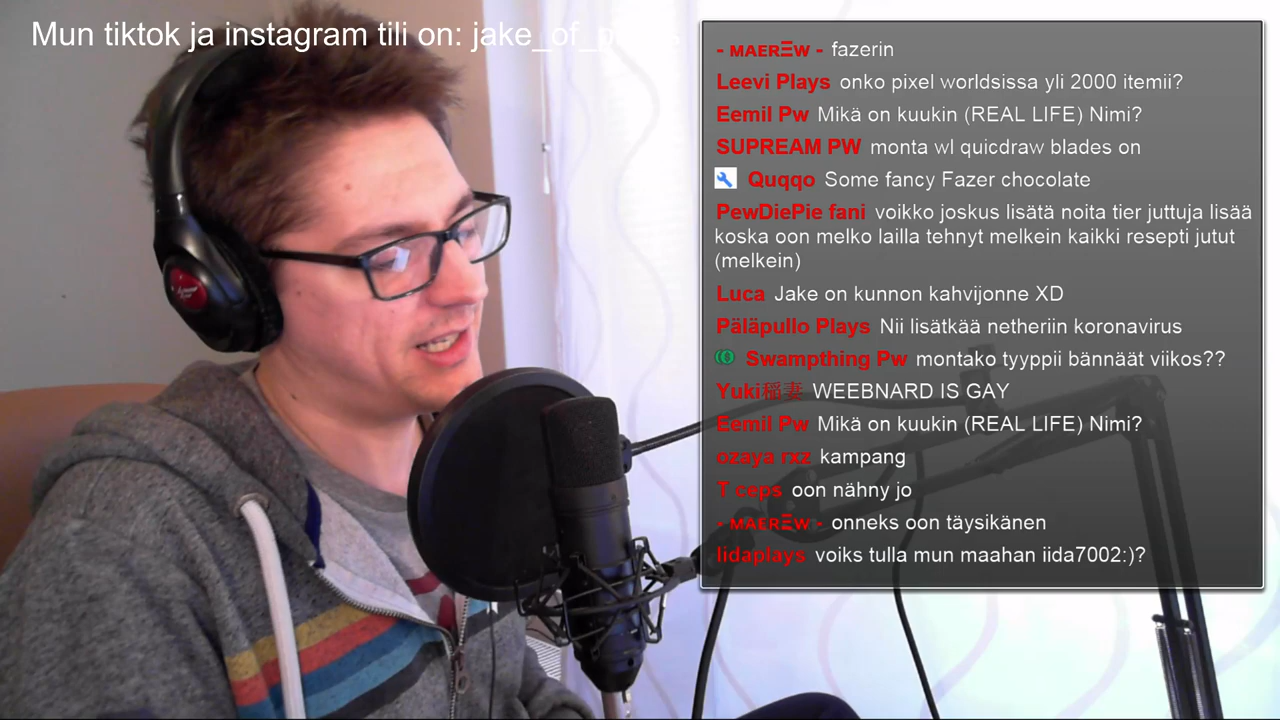 Mun tiktok ja instagram tili on:
- MAERΞW - fazerin
Leevi Plays onko pixel worldsissa yli 2000 itemii?
Eemil Pw Mikä on kuukin (REAL LIFE) Nimi?
SUPREAM PW monta wl quicdraw blades on
Quqqo Some fancy Fazer chocolate
PewDiePie fani voikko joskus lisätä noita tier juttuja lisää
koska oon melko lailla tehnyt melkein kaikki resepti jutut
(melkein)
Luca Jake on kunnon kahvijonne XD
Päläpullo Plays Nii lisätkää netheriin koronavirus
Swampthing Pw montako tyyppii bännäät viikos??
Yuki稲妻 WEEBNARD IS GAY
Eemil Pw Mikä on kuukin (REAL LIFE) Nimi?
ozaya rxz kampang
T ceps oon nähny jo
- MAERΞW - onneks oon täysikänen
Iidaplays voiks tulla mun maahan iida7002:)?